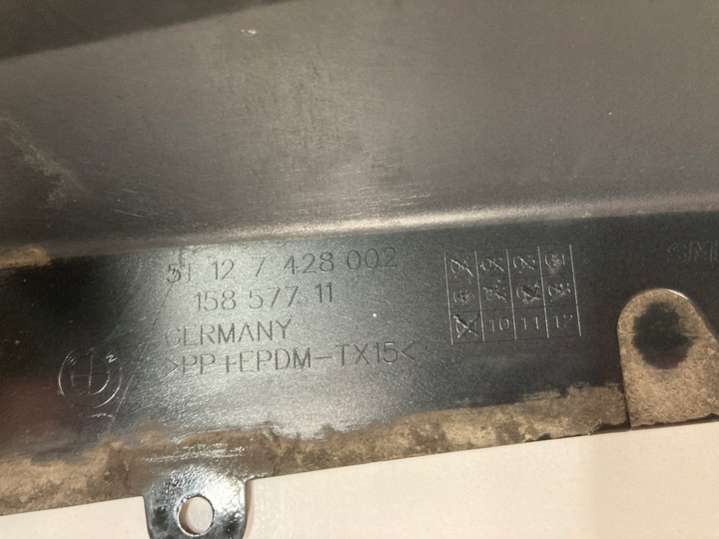 51 12 7 428 002
158 577 11
GERMANY
>PP+EPDM-TX15<
10 11 12